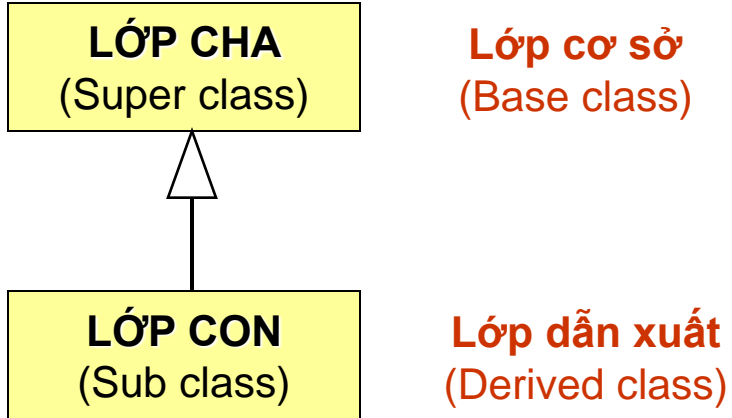 LỚP CHA
(Super class)
Lớp cơ sở
(Base class)
LỚP CON
(Sub class)
Lớp dẫn xuất
(Derived class)